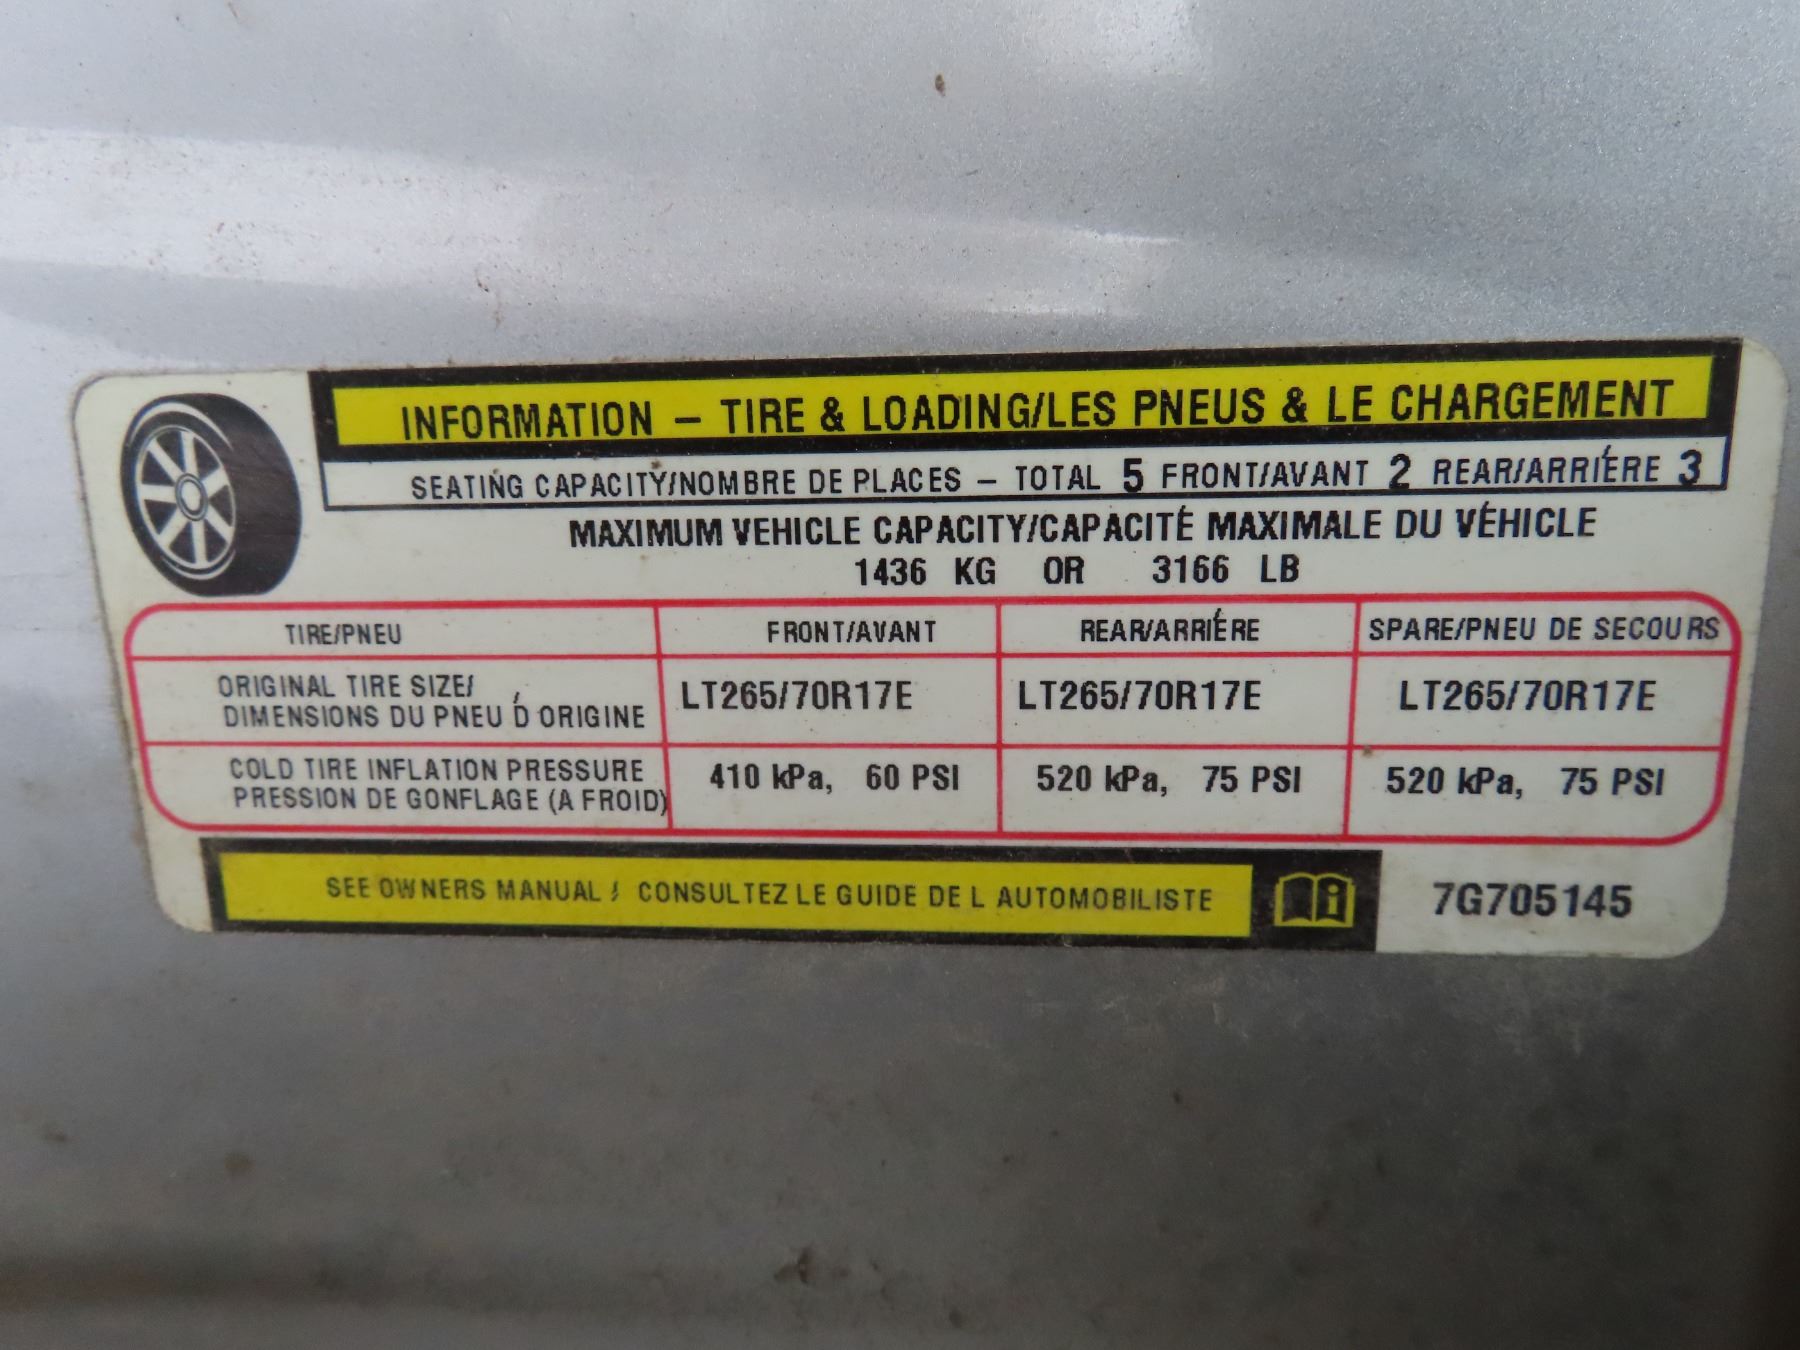 INFORMATION – TIRE & LOADING/LES PNEUS & LE CHARGEMENT
SEATING CAPACITY/NOMBRE DE PLACES – TOTAL 5 FRONT/AVANT 2 REAR/ARRIÉRE 3
MAXIMUM VEHICLE CAPACITY/CAPACITÉ MAXIMALE DU VÉHICLE
1436 KG OR 3166 LB
TIRE/PNEU FRONT/AVANT REAR/ARRIÉRE SPARE/PNEU DE SECOURS
ORIGINAL TIRE SIZE/
DIMENSIONS DU PNEU D'ORIGINE LT265/70R17E LT265/70R17E LT265/70R17E
COLD TIRE INFLATION PRESSURE
PRESSION DE GONFLAGE (A FROID) 410 kPa, 60 PSI 520 kPa, 75 PSI 520 kPa, 75 PSI
SEE OWNERS MANUAL / CONSULTEZ LE GUIDE DE L AUTOMOBILISTE i 7G705145